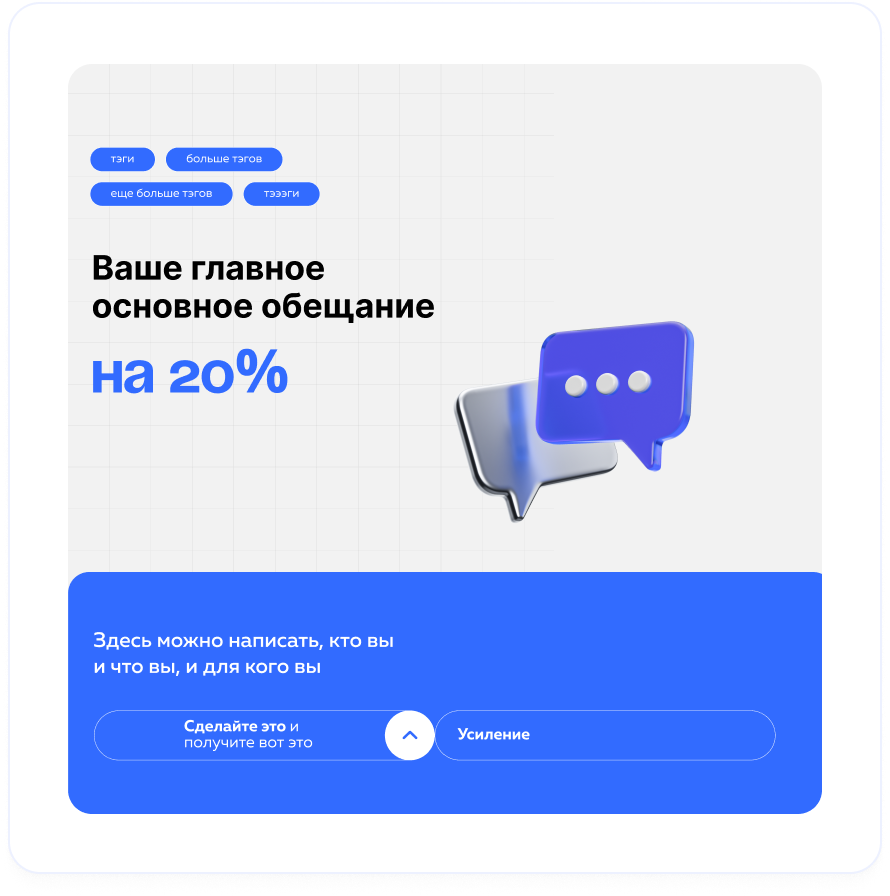 тэги
больше тэгов
еще больше тэгов
тэээги
Ваше главное
основное обещание
на 20%
Здесь можно написать, кто вы
и что вы, и для кого вы
Сделайте это и
получите вот это
Усиление